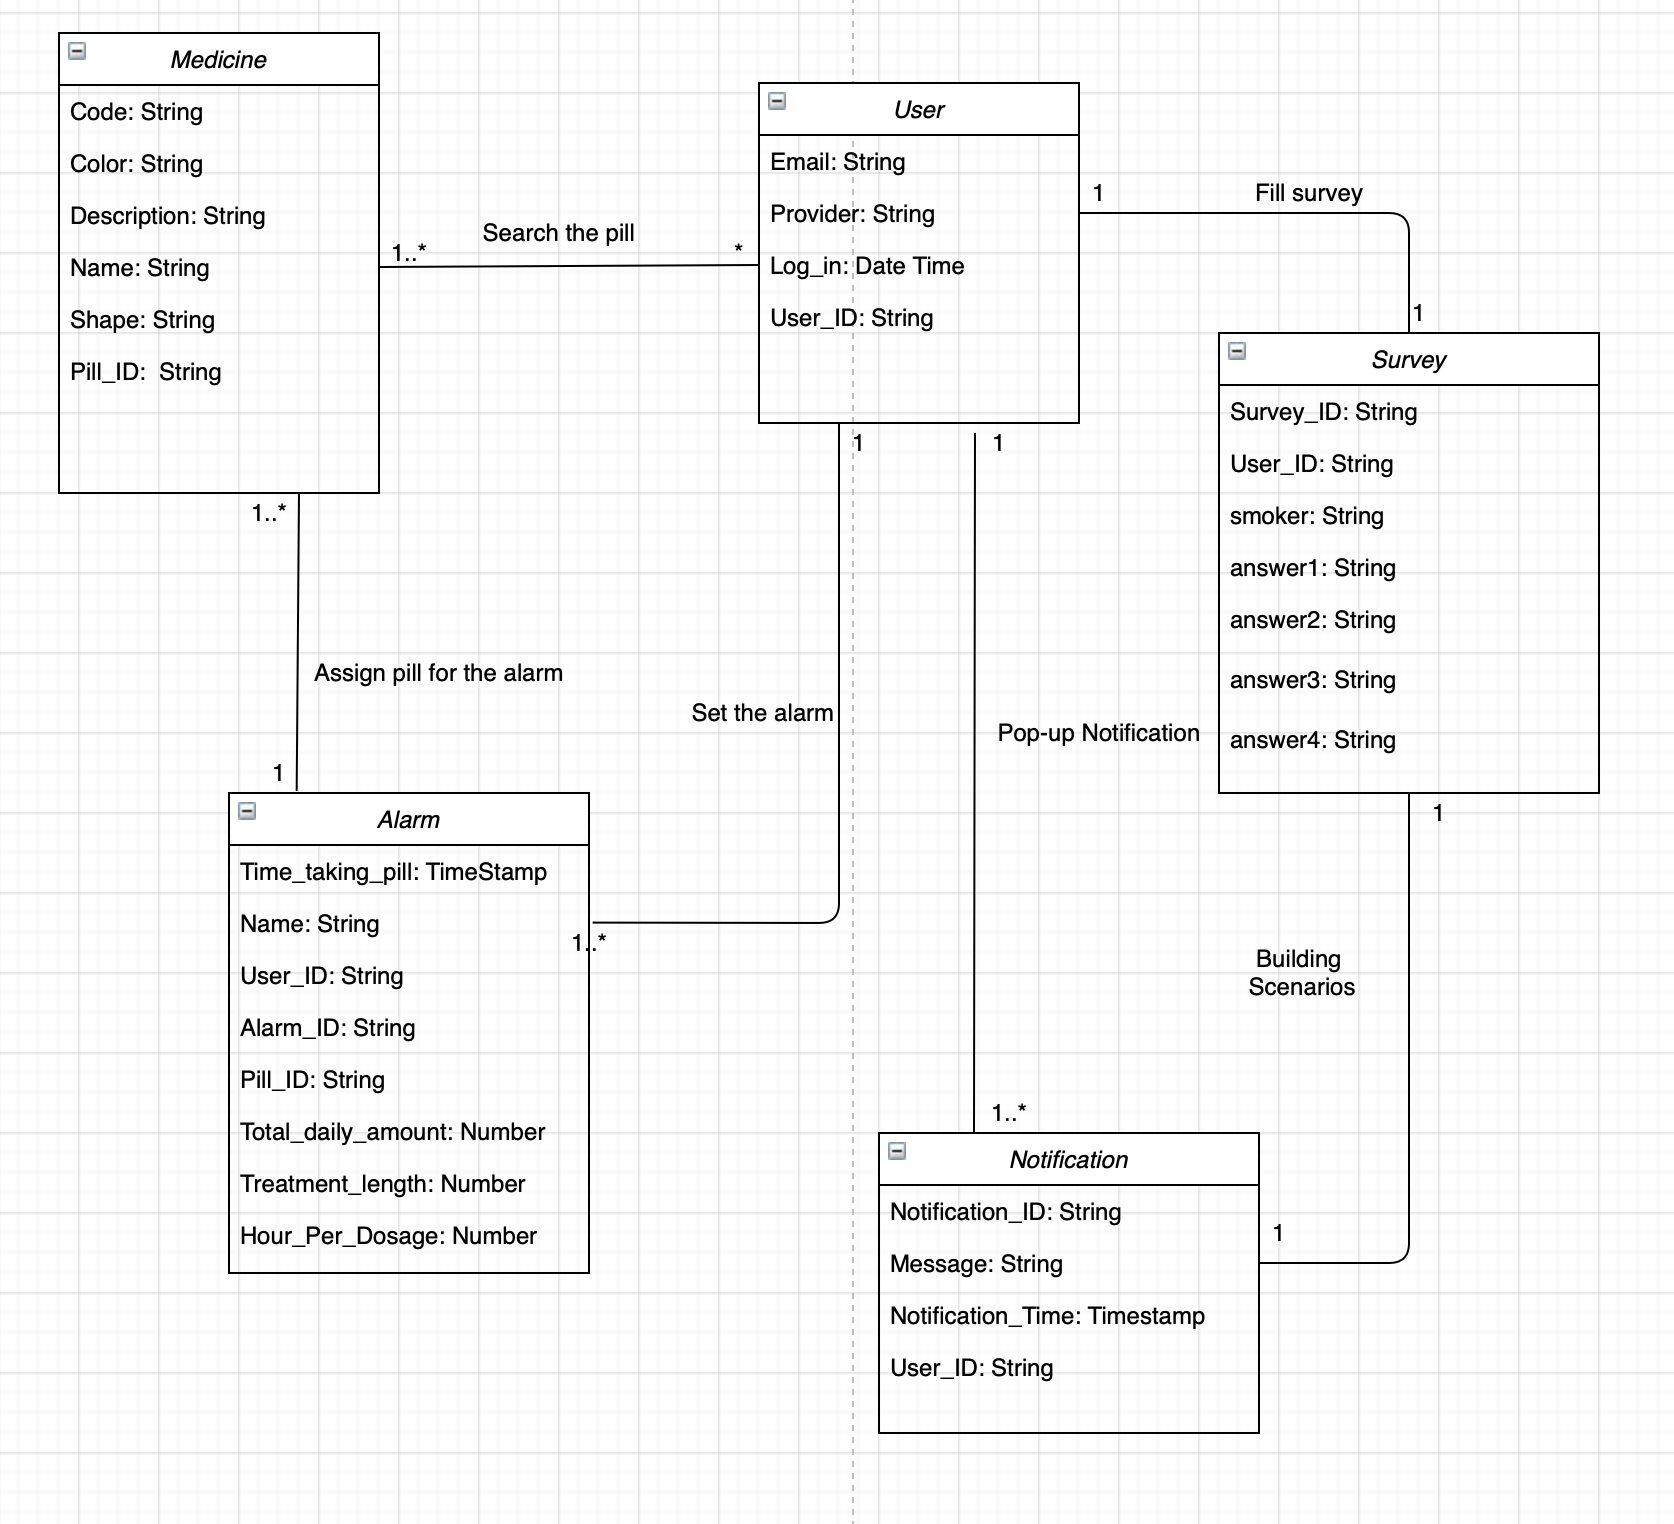 Medicine
Code: String
Color: String
Description: String
Name: String
Shape: String
Pill_ID:  String
Search the pill
1..*
*
User
Email: String
Provider: String
Log_in: Date Time
User_ID: String
1
Fill survey
1
Survey
Survey_ID: String
User_ID: String
smoker: String
answer1: String
answer2: String
answer3: String
answer4: String
1..*
Assign pill for the alarm
1
1
Set the alarm
1..*
1
Pop-up Notification
1..*
1
Building
Scenarios
1
Alarm
Time_taking_pill: TimeStamp
Name: String
User_ID: String
Alarm_ID: String
Pill_ID: String
Total_daily_amount: Number
Treatment_length: Number
Hour_Per_Dosage: Number
Notification
Notification_ID: String
Message: String
Notification_Time: Timestamp
User_ID: String